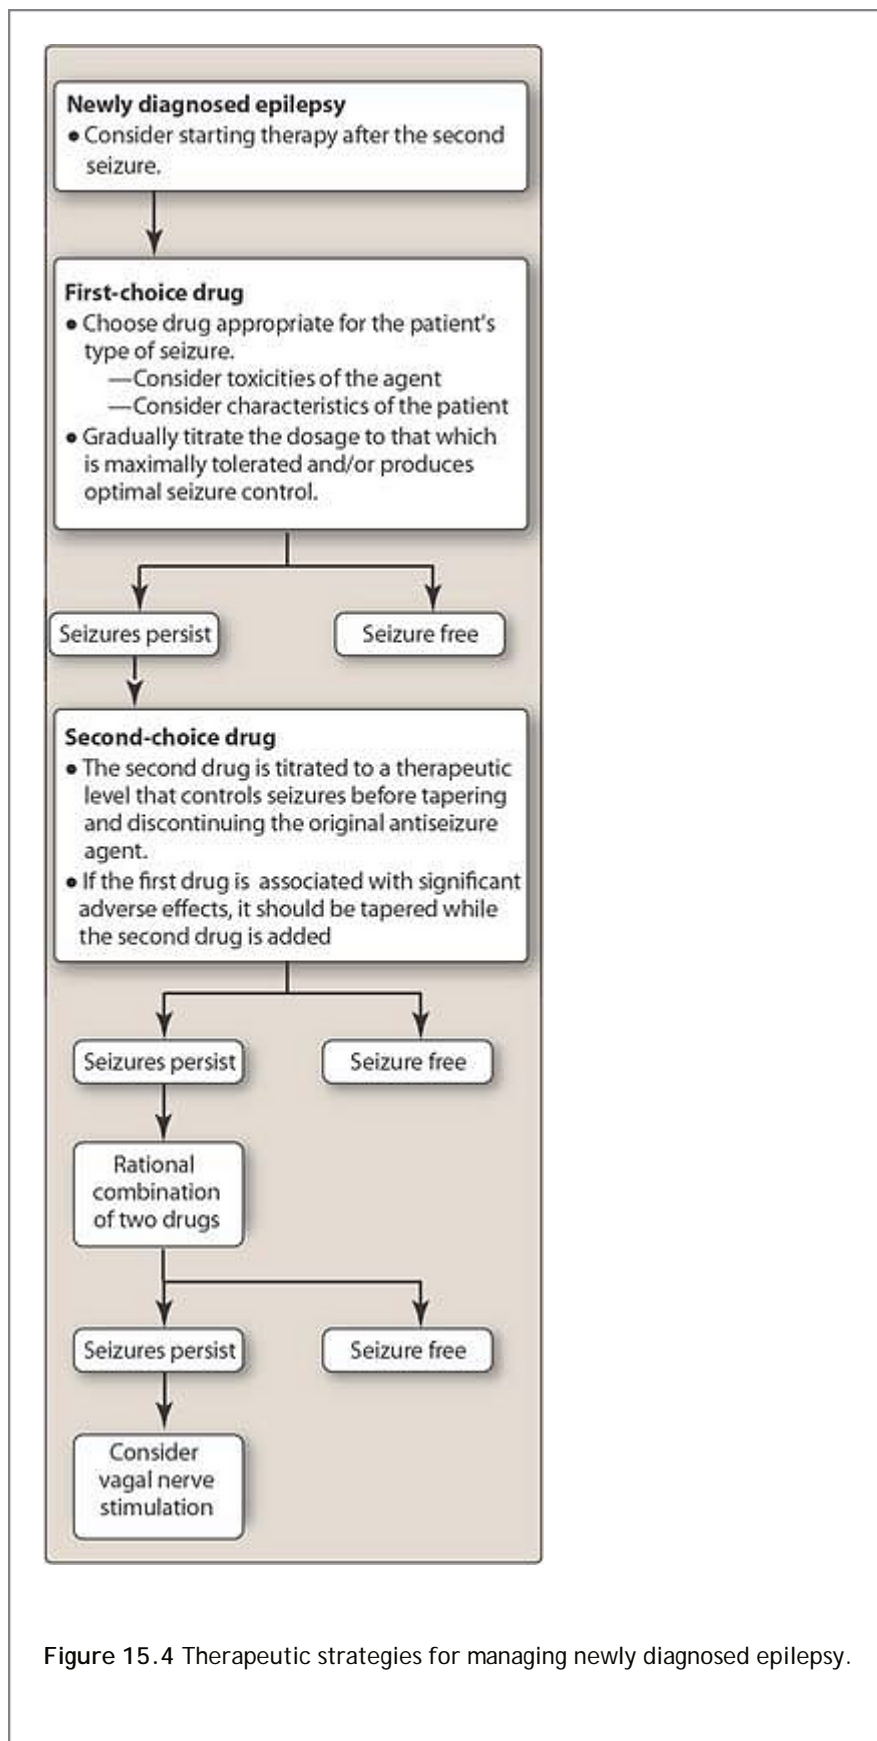 Newly diagnosed epilepsy
• Consider starting therapy after the second
seizure.
First-choice drug
• Choose drug appropriate for the patient's
type of seizure.
—Consider toxicities of the agent
—Consider characteristics of the patient
• Gradually titrate the dosage to that which
is maximally tolerated and/or produces
optimal seizure control.
Seizures persist
Seizure free
Second-choice drug
• The second drug is titrated to a therapeutic
level that controls seizures before tapering
and discontinuing the original antiseizure
agent.
• If the first drug is associated with significant
adverse effects, it should be tapered while
the second drug is added
Seizures persist
Seizure free
Rational
combination
of two drugs
Seizures persist
Seizure free
Consider
vagal nerve
stimulation
Figure 15.4 Therapeutic strategies for managing newly diagnosed epilepsy.